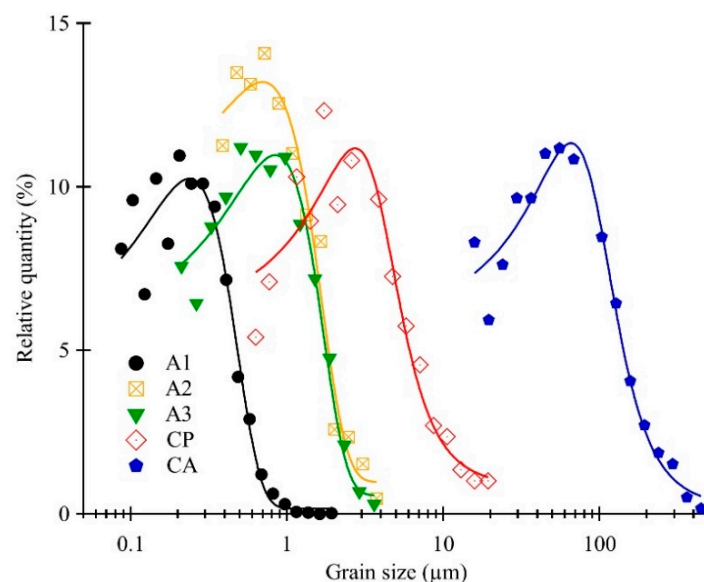 15
10
5
0
Relative quantity (%)
A1
A2
A3
CP
CA
0.1 1 10 100
Grain size (µm)